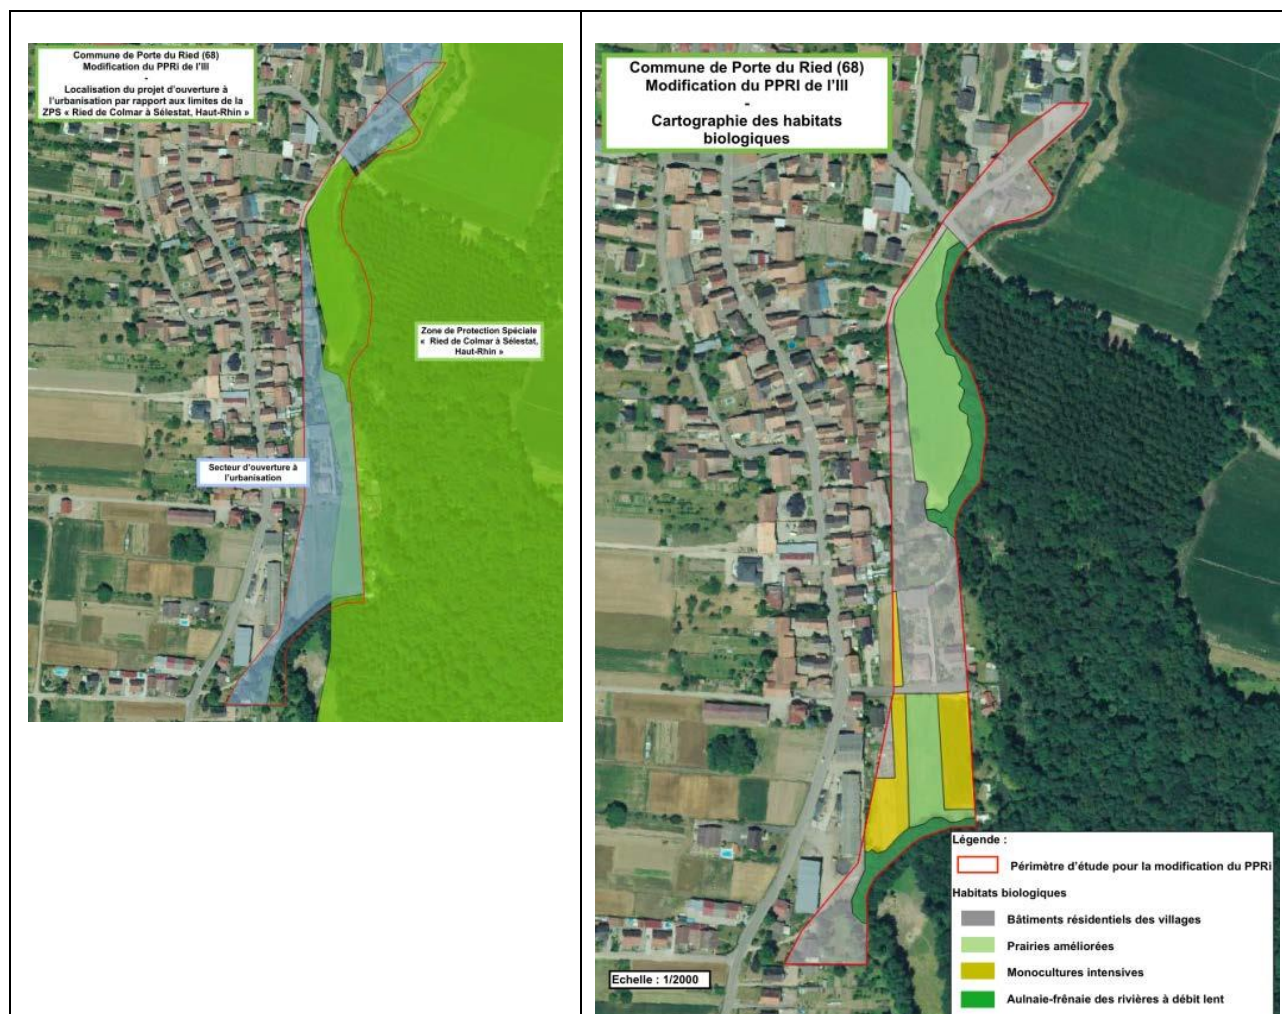 Commune de Porte du Ried (68)
Modification du PPRi de l'Ill
-
Localisation du projet d'ouverture à
l'urbanisation par rapport aux limites de la
ZPS « Ried de Colmar à Sélestat, Haut-Rhin »
Zone de Protection Spéciale
« Ried de Colmar à Sélestat,
Haut-Rhin »
Secteur d'ouverture à
l'urbanisation
Commune de Porte du Ried (68)
Modification du PPRI de l'Ill
-
Cartographie des habitats
biologiques
Légende :
Périmètre d'étude pour la modification du PPRi
Habitats biologiques
Bâtiments résidentiels des villages
Prairies améliorées
Monocultures intensives
Aulnaie-frênaie des rivières à débit lent
Echelle : 1/2000